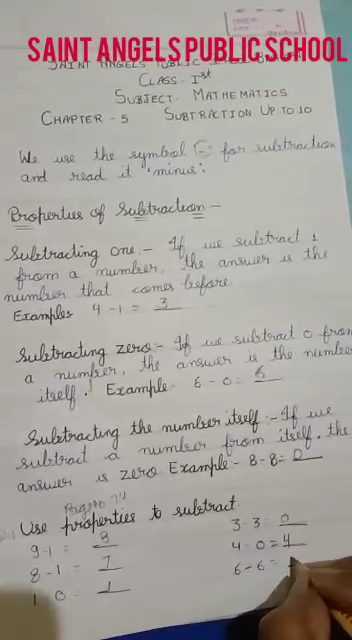 SAINT ANGELS PUBLIC SCHOOL
CLASS - Ist
SUBJECT - MATHEMATICS
CHAPTER - 5 SUBTRACTION UP TO 10
We use the symbol (-) for subtraction
and read it 'minus'.
Properties of Subtraction -
Subtracting one:- If we subtract 1
from a number, the answer is the
number that comes before.
Example 4-1 = 3
Subtracting zero:- If we subtract 0 from
a number, the answer is the number
itself. Example - 6-0 = 6
Subtracting the number itself:- If we
subtract a number from itself, the
answer is zero Example - 8-8=0
Page no 74
Use properties to subtract
9-1 = 8
3-3 = 0
8-1 = 7
4-0 = 4
1-0 = 1
6-6 =